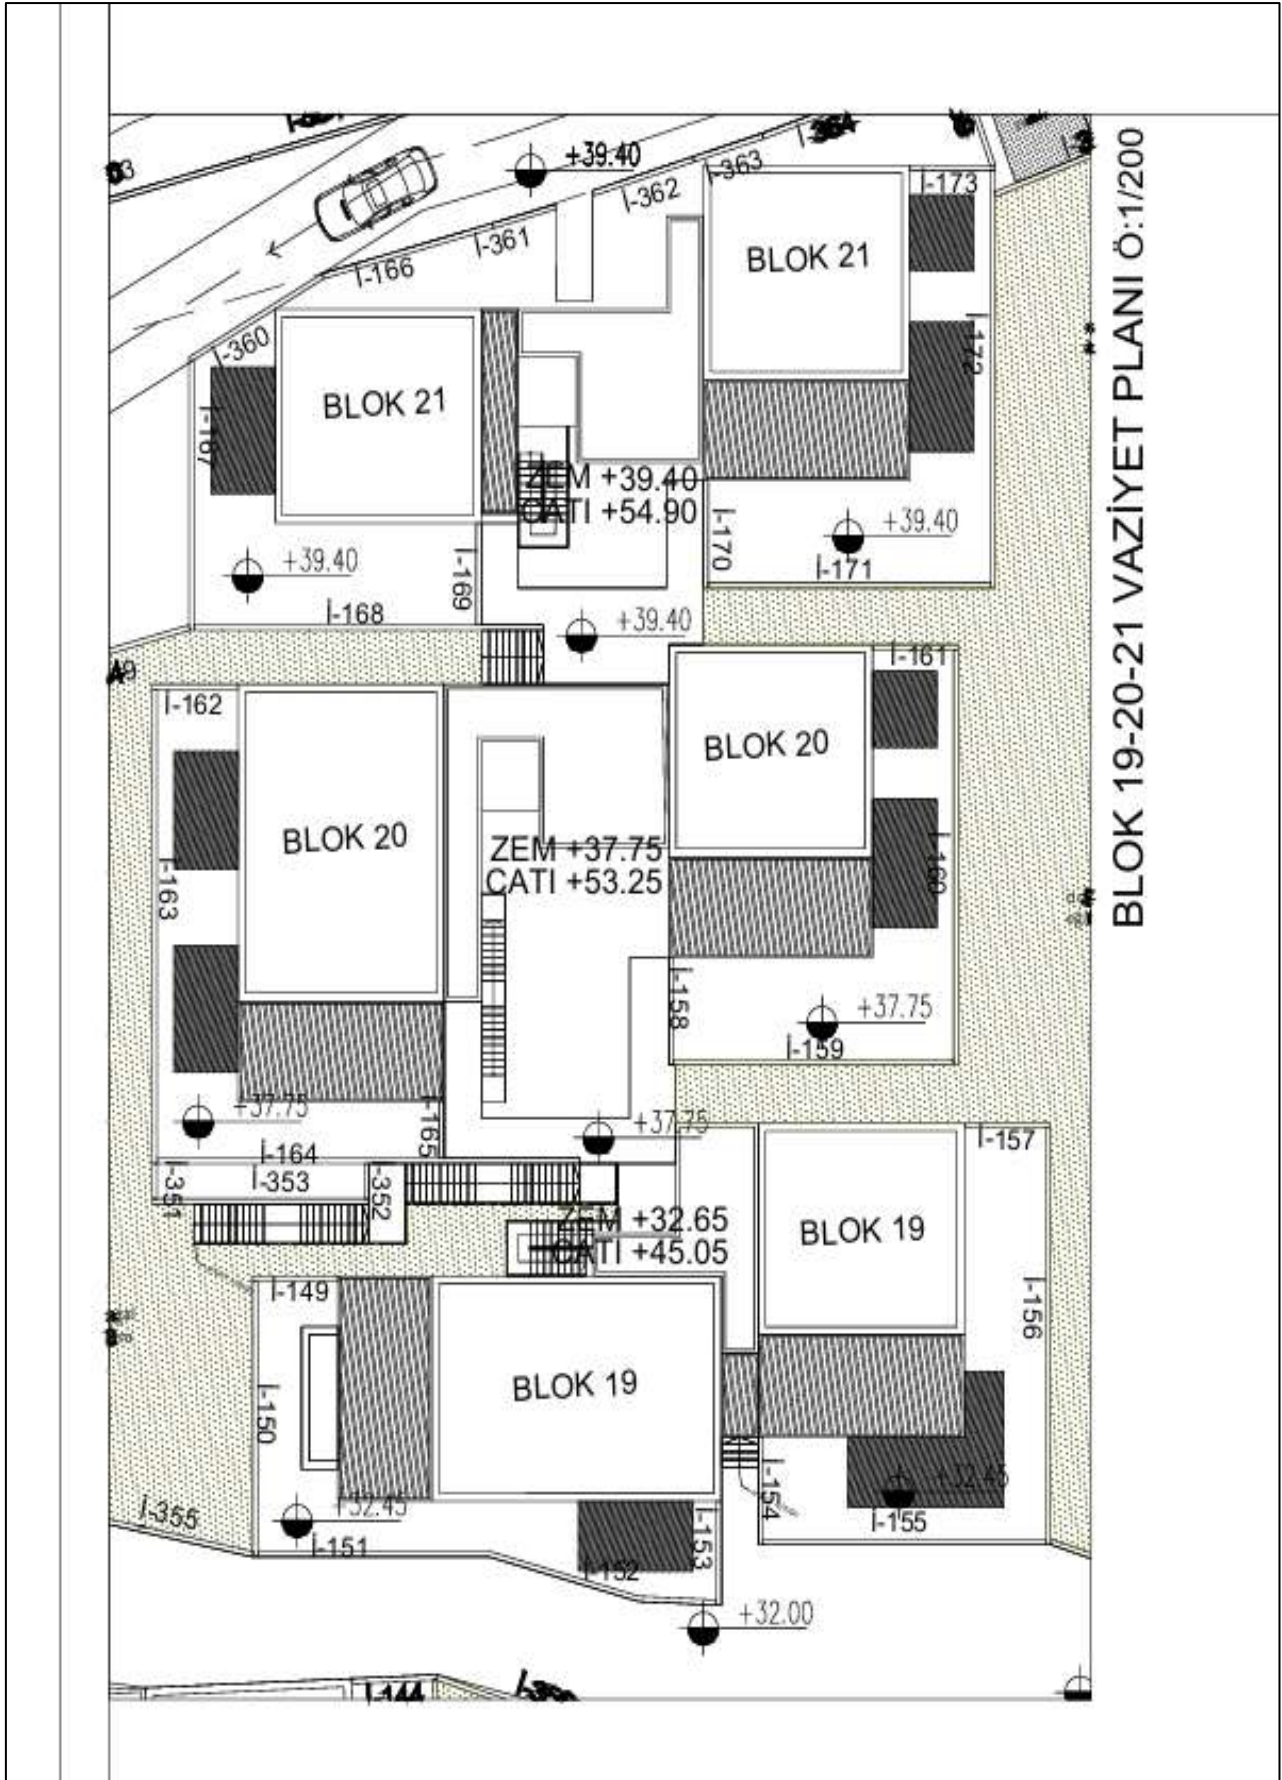 +39.40
İ-363
İ-362
İ-173
İ-361
BLOK 21
İ-166
İ-360
İ-172
BLOK 21
İ-167
ZEM +39.40
CATI +54.90
İ-170
+39.40
+39.40
İ-169
İ-171
İ-168
+39.40
İ-161
İ-162
BLOK 20
BLOK 20
ZEM +37.75
CATI +53.25
İ-160
İ-163
İ-158
+37.75
İ-159
+37.75
İ-165
+37.75
İ-157
İ-164
İ-351
İ-353
İ-352
ZEM +32.65
CATI +45.05
BLOK 19
İ-149
İ-156
BLOK 19
İ-150
İ-154
+32.45
+32.45
İ-355
İ-151
İ-155
İ-153
İ-152
+32.00
İ-144
BLOK 19-20-21 VAZİYET PLANI Ö:1/200